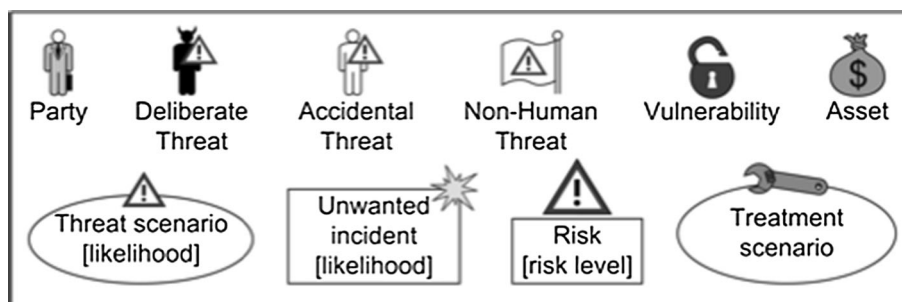 Party
Deliberate
Threat
Accidental
Threat
Non-Human
Threat
Vulnerability
Asset
$
Threat scenario
[likelihood]
Unwanted
incident
[likelihood]
Risk
[risk level]
Treatment
scenario